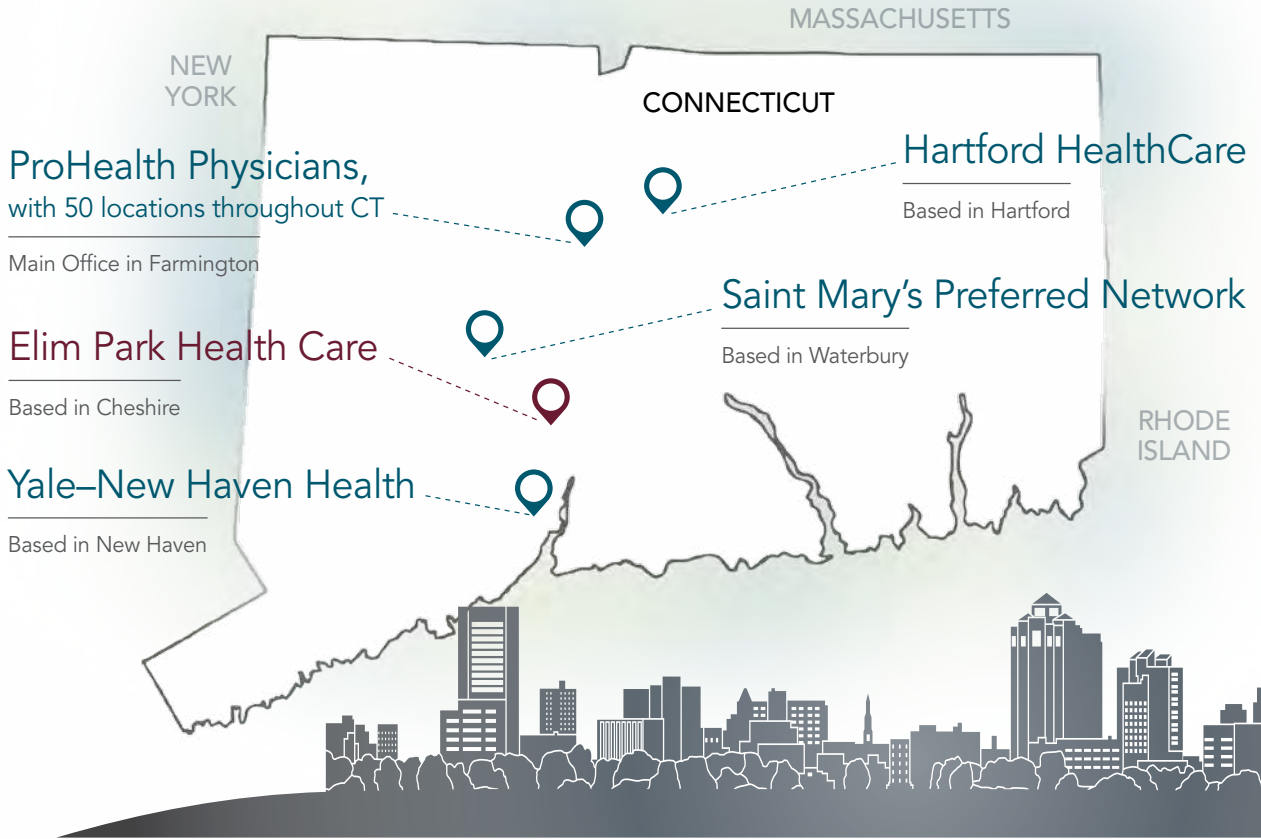 MASSACHUSETTS
NEW
YORK
CONNECTICUT
ProHealth Physicians,
with 50 locations throughout CT
Main Office in Farmington
Hartford HealthCare
Based in Hartford
Saint Mary’s Preferred Network
Based in Waterbury
Elim Park Health Care
Based in Cheshire
RHODE
ISLAND
Yale–New Haven Health
Based in New Haven